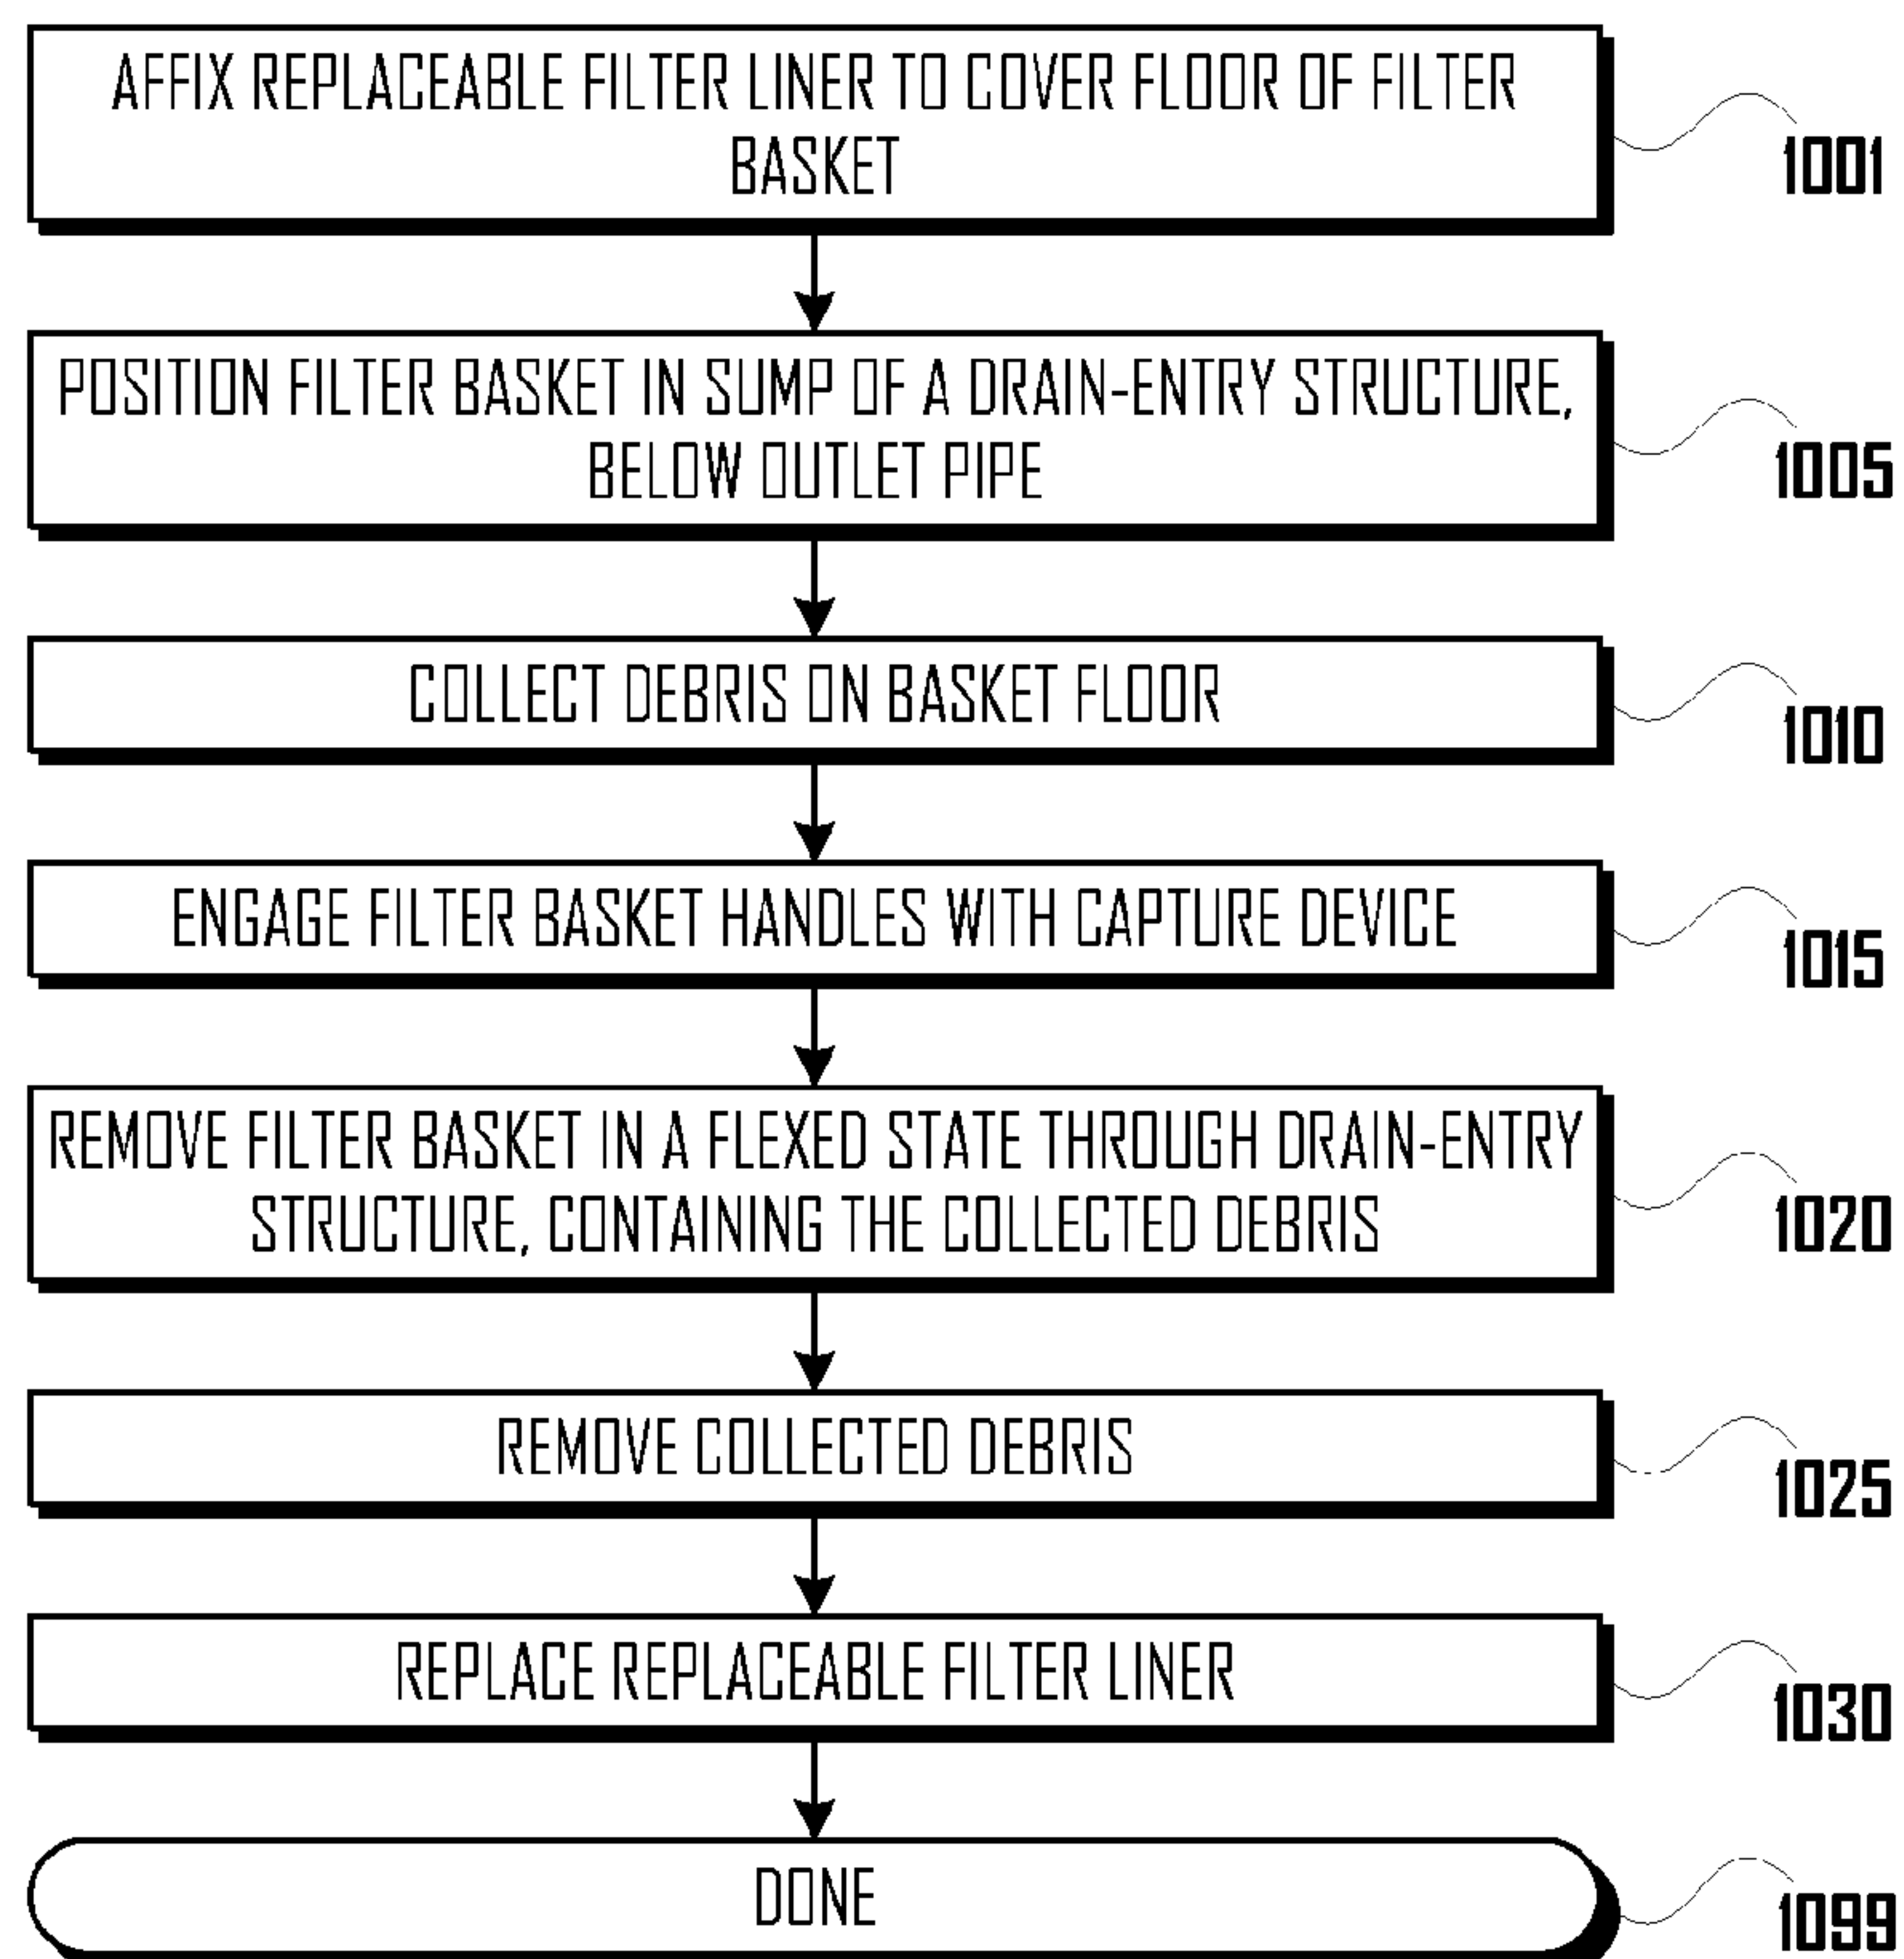 AFFIX REPLACEABLE FILTER LINER TO COVER FLOOR OF FILTER
BASKET
1001
POSITION FILTER BASKET IN SUMP OF A DRAIN-ENTRY STRUCTURE,
BELOW OUTLET PIPE
1005
COLLECT DEBRIS ON BASKET FLOOR
1010
ENGAGE FILTER BASKET HANDLES WITH CAPTURE DEVICE
1015
REMOVE FILTER BASKET IN A FLEXED STATE THROUGH DRAIN-ENTRY
STRUCTURE, CONTAINING THE COLLECTED DEBRIS
1020
REMOVE COLLECTED DEBRIS
1025
REPLACE REPLACEABLE FILTER LINER
1030
DONE
1099